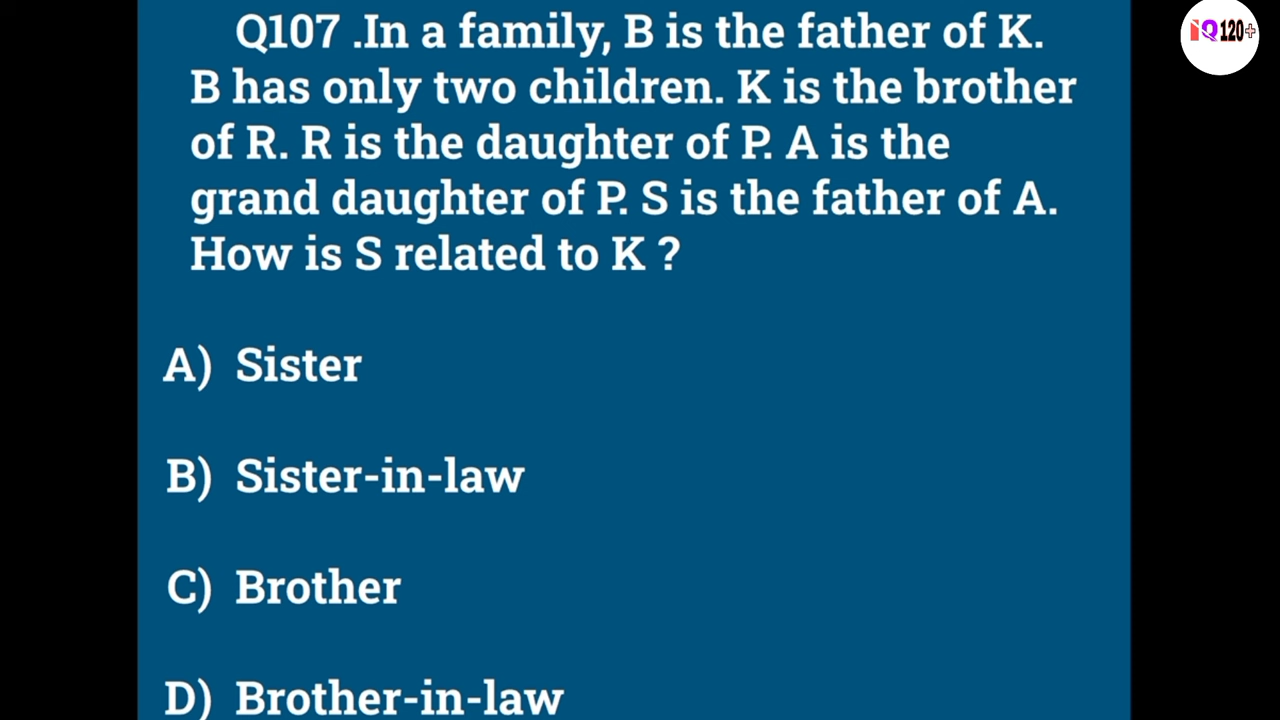 Q107 .In a family, B is the father of K.
B has only two children. K is the brother
of R. R is the daughter of P. A is the
grand daughter of P. S is the father of A.
How is S related to K ?
A) Sister
B) Sister-in-law
C) Brother
D) Brother-in-law
iQ120+